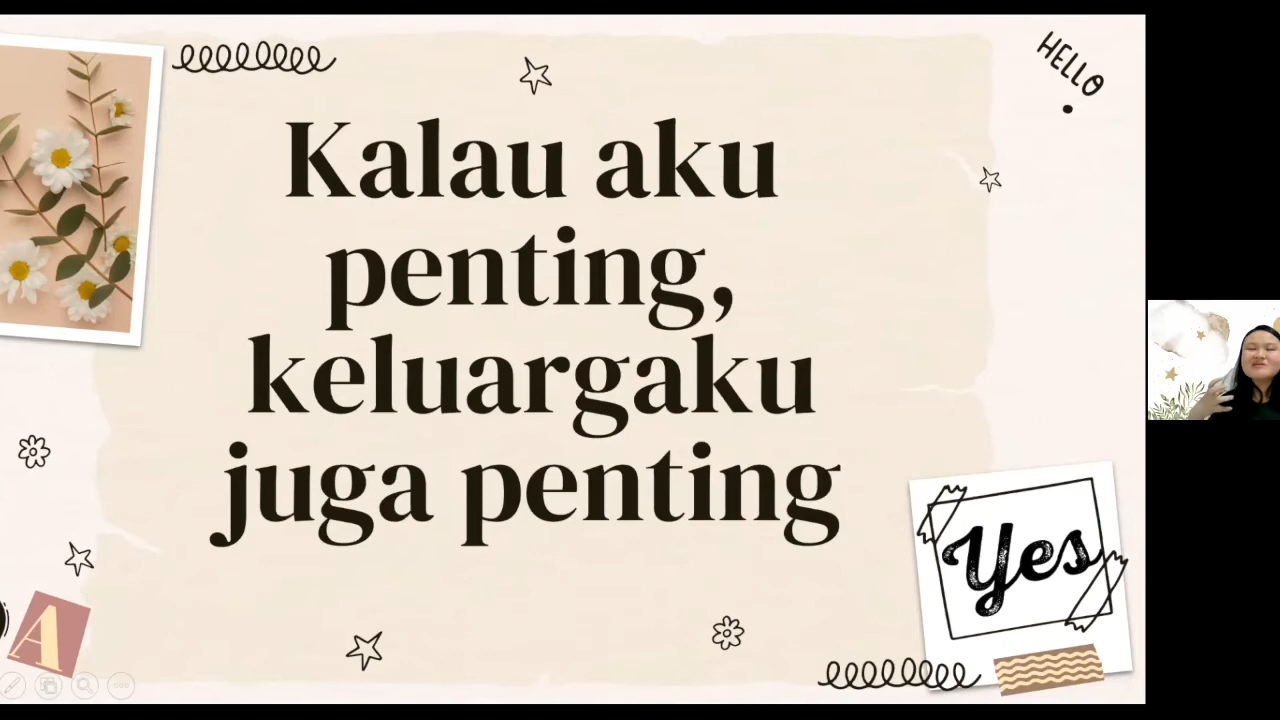 HELLO
Kalau aku
penting,
keluargaku
juga penting
Yes
A